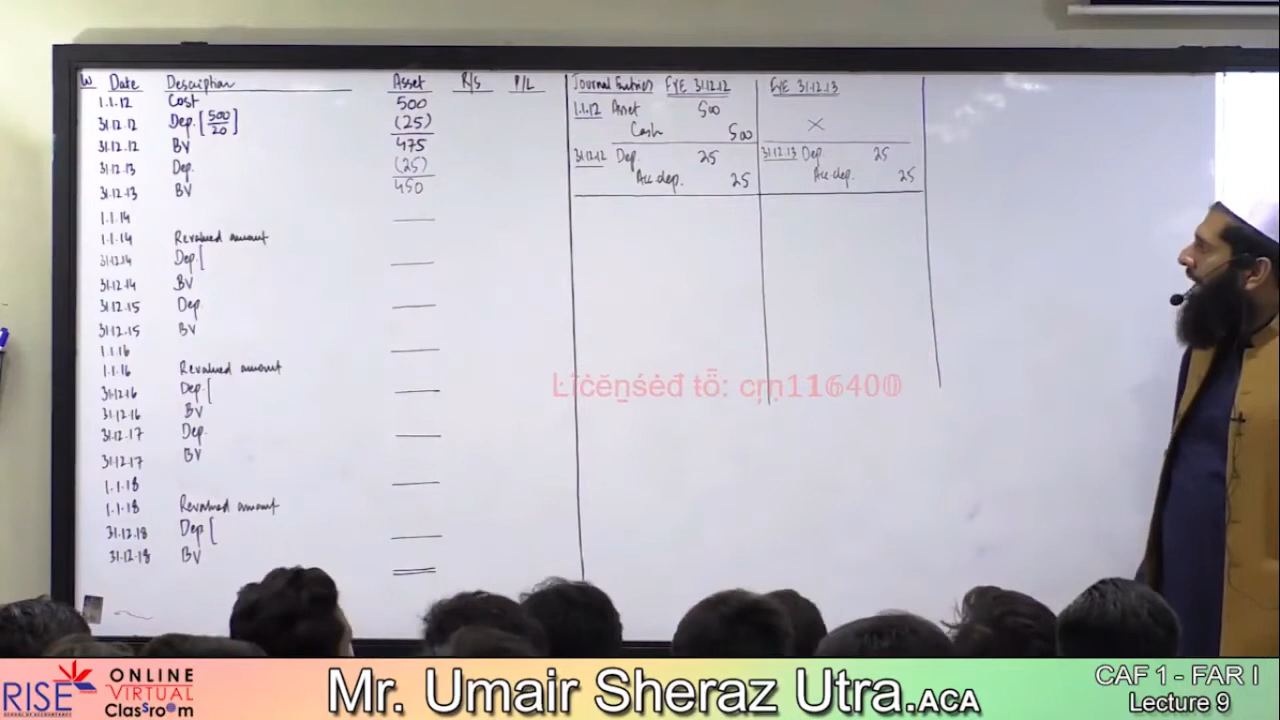 W Date Description Asset R/S P/L
1.1.12 Cost 500
31.12.12 Dep. [500/20] (25)
31.12.12 BV 475
31.12.13 Dep. (25)
31.12.13 BV 450
1.1.14
1.1.14 Revalued amount
31.12.14 Dep[
31.12.14 BV
31.12.15 Dep.
31.12.15 BV
1.1.16
1.1.16 Revalued amount
31.12.16 Dep.[
31.12.16 BV
31.12.17 Dep.
31.12.17 BV
1.1.18
1.1.18 Revalued amount
31.12.18 Dep[
31.12.18 BV
Journal Entries FYE 31.12.12
1.1.12 Asset 500
Cash 500
31.12.12 Dep. 25
Acc.dep. 25
FYE 31.12.13
×
31.12.13 Dep 25
Acc.dep. 25
Ŀīċĕṉśėđ ẗȫ: cṛṇ116400
RISE
SCHOOL OF ACCOUNTANCY
ONLINE
VIRTUAL
Classroom
Mr. Umair Sheraz Utra.ACA
CAF 1 - FAR I
Lecture 9